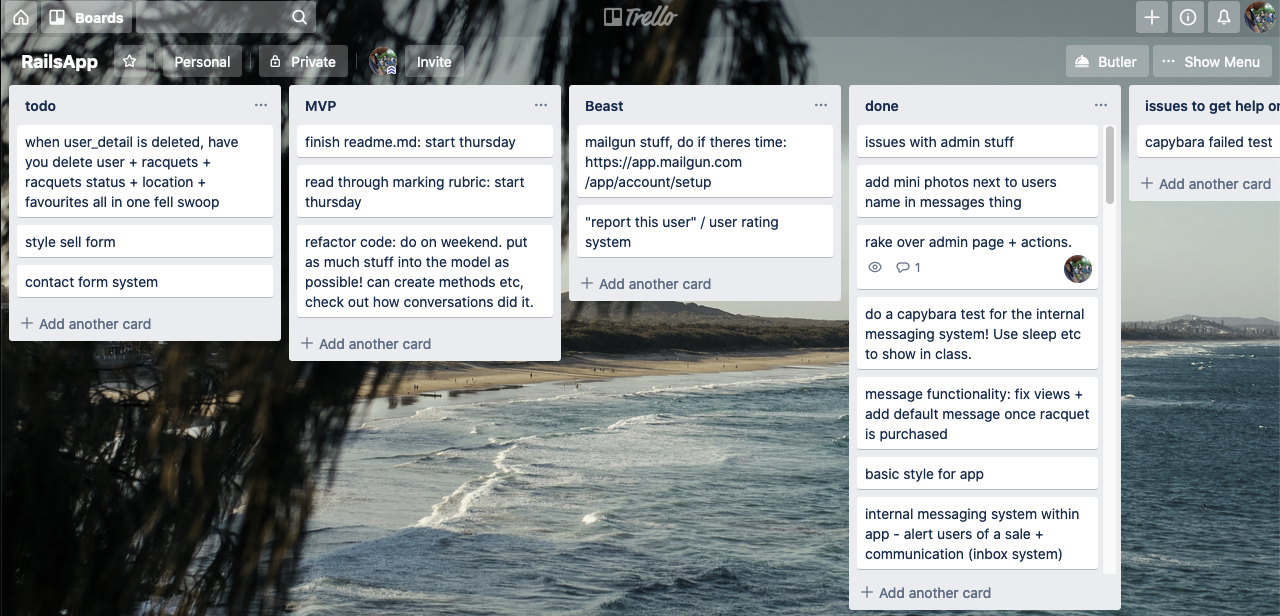 Boards
Trello
RailsApp
Personal
Private
Invite
Butler
Show Menu
todo
when user_detail is deleted, have
you delete user + racquets +
racquets status + location +
favourites all in one fell swoop
style sell form
contact form system
Add another card
MVP
finish readme.md: start thursday
read through marking rubric: start
thursday
refactor code: do on weekend. put
as much stuff into the model as
possible! can create methods etc,
check out how conversations did it.
Add another card
Beast
mailgun stuff, do if theres time:
https://app.mailgun.com
/app/account/setup
"report this user" / user rating
system
Add another card
done
issues with admin stuff
add mini photos next to users
name in messages thing
rake over admin page + actions.
1
do a capybara test for the internal
messaging system! Use sleep etc
to show in class.
message functionality: fix views +
add default message once racquet
is purchased
basic style for app
internal messaging system within
app - alert users of a sale +
communication (inbox system)
Add another card
issues to get help on
capybara failed test
Add another card